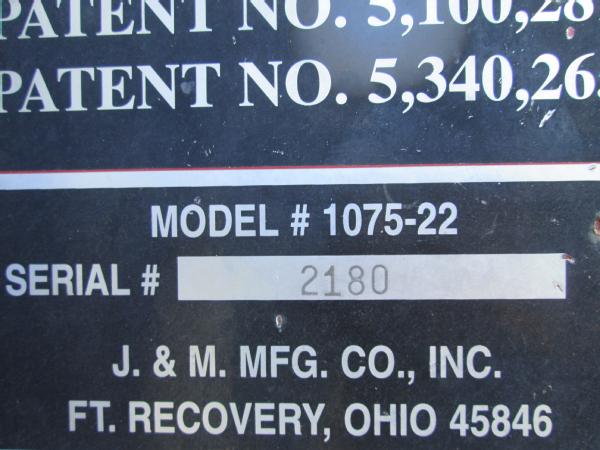 PATENT NO. 5,100,28
PATENT NO. 5,340,265
MODEL # 1075-22
SERIAL # 2180
J. & M. MFG. CO., INC.
FT. RECOVERY, OHIO 45846